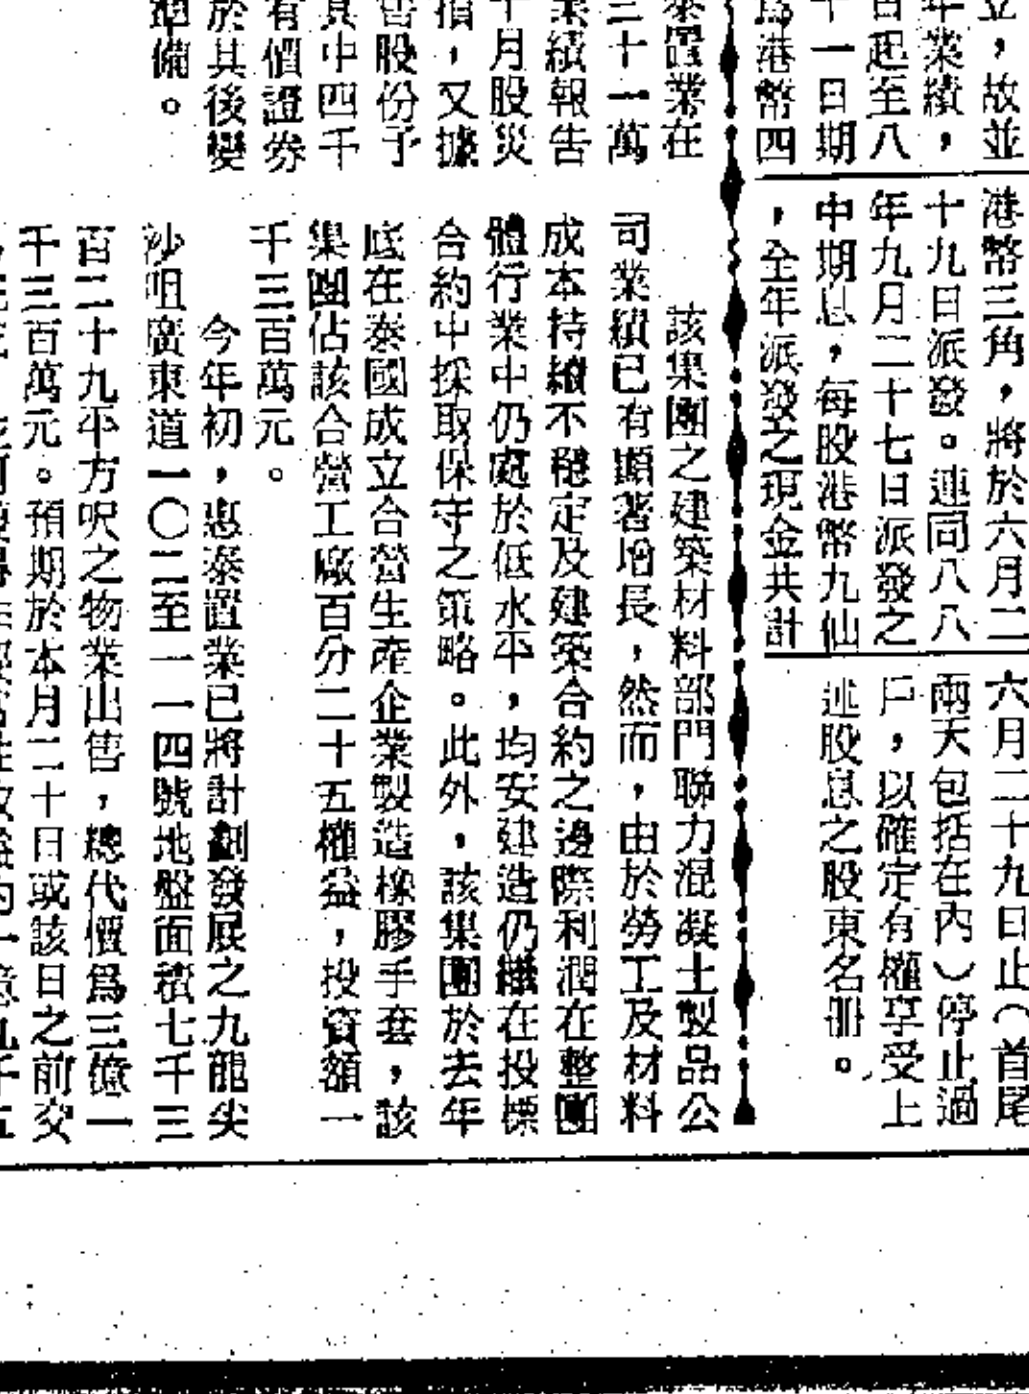 立，故並
年業績，
日起至八
十一日期
爲港幣四
港幣三角，將於六月二
十九日派發。連同八八
年九月二十七日派發之
中期息，每股港幣九仙
，全年派發之現金共計
六月二十九日止（首尾
兩天包括在內）停止過
戶，以確定有權享受上
述股息之股東名冊。
泰置業在
三十一萬
業績報告
十月股災
損，又據
售股份予
其中四千
有價證券
於其後變
準備。
該集團之建築材料部門聯力混凝土製品公
司業績已有顯著增長，然而，由於勞工及材料
成本持續不穩定及建築合約之邊際利潤在整個
體行業中仍處於低水平，均安建造仍繼在投標
合約中採取保守之策略。此外，該集團於去年
底在泰國成立合營生產企業製造橡膠手套，該
集團佔該合營工廠百分二十五權益，投資額一
千三百萬元。
今年初，惠泰置業已將計劃發展之九龍尖
沙咀廣東道一〇二至一一四號地盤面積七千三
百二十九平方呎之物業出售，總代價爲三億一
千三百萬元。預期於本月二十日或該日之前交